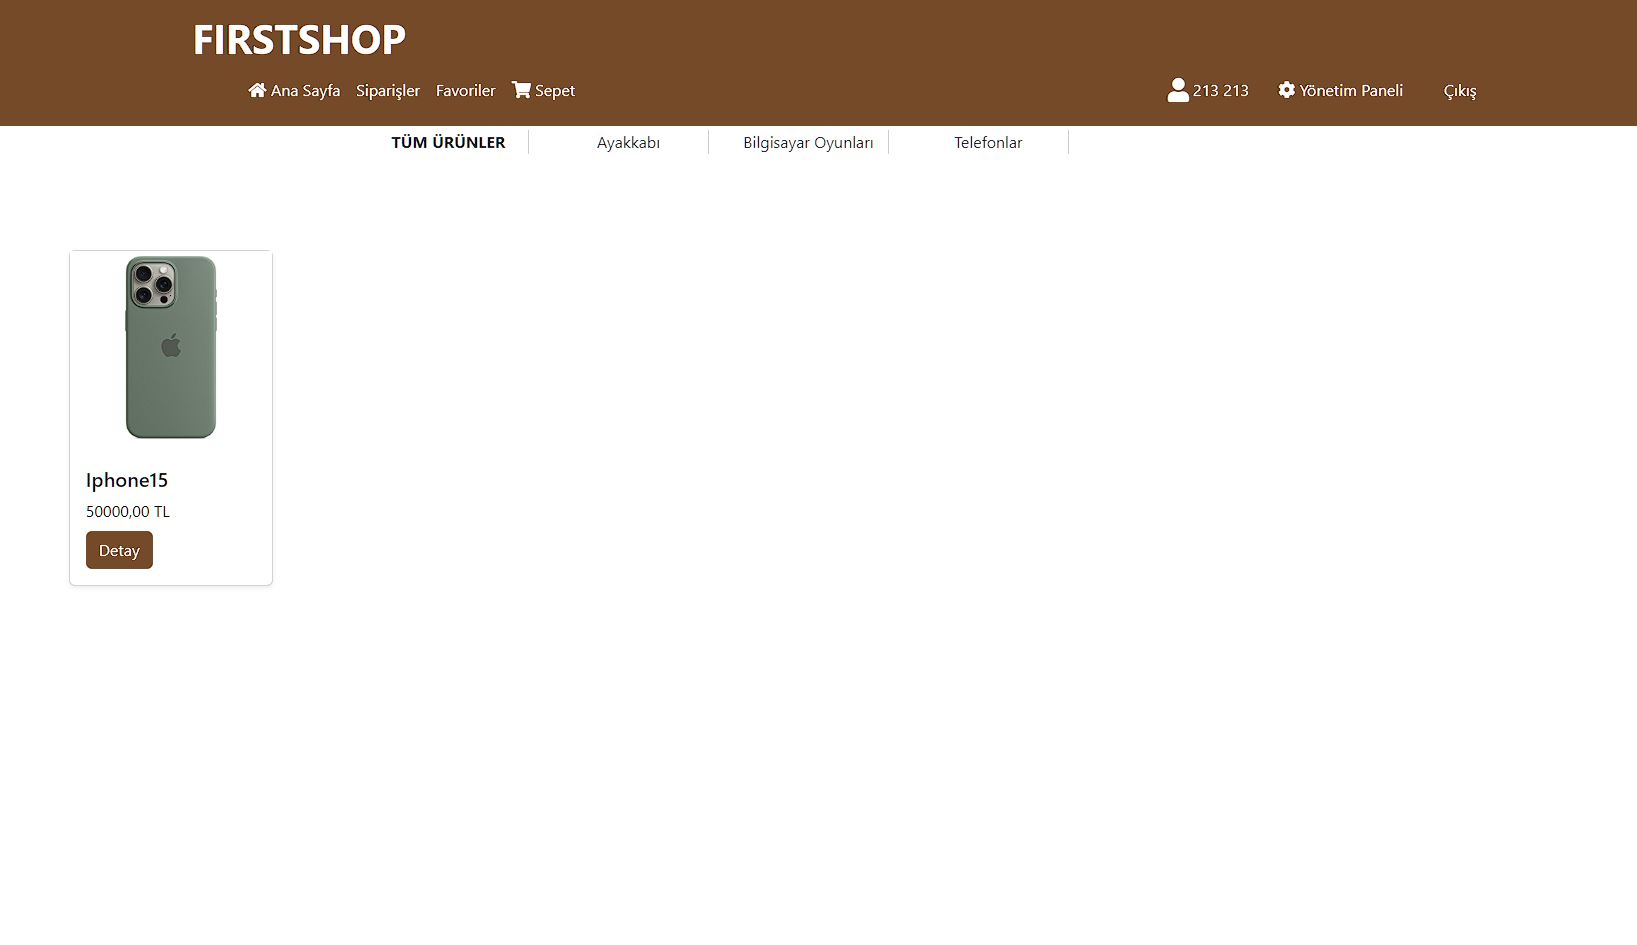 FIRSTSHOP
Ana Sayfa Siparişler Favoriler Sepet 213 213 Yönetim Paneli Çıkış
TÜM ÜRÜNLER Ayakkabı Bilgisayar Oyunları Telefonlar
Iphone15
50000,00 TL
Detay